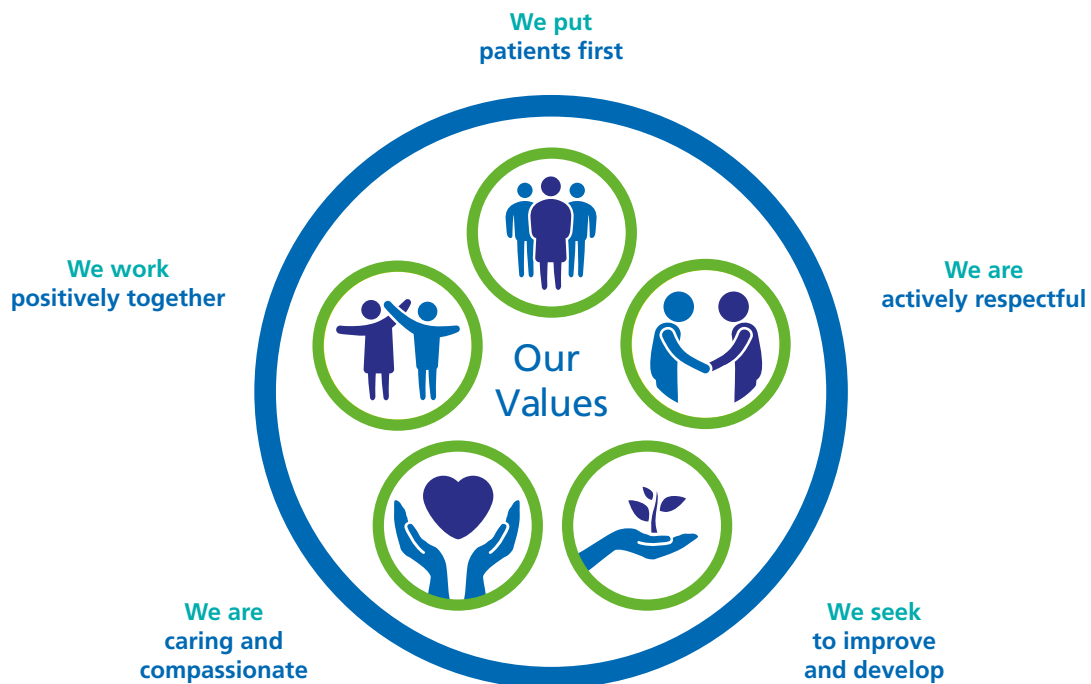 We put
patients first
We work
positively together
We are
actively respectful
Our
Values
We are
caring and
compassionate
We seek
to improve
and develop